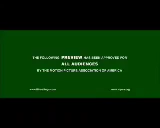 THE FOLLOWING PREVIEW HAS BEEN APPROVED FOR
ALL AUDIENCES
BY THE MOTION PICTURE ASSOCIATION OF AMERICA